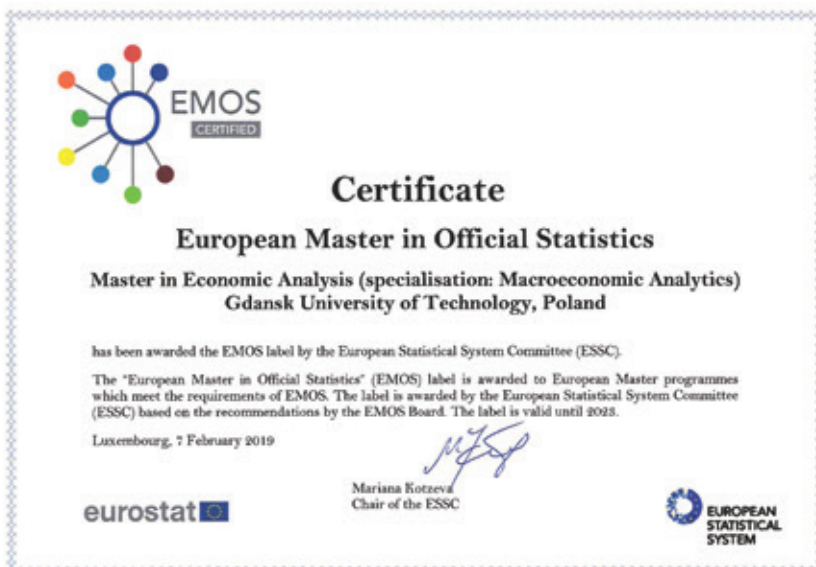 EMOS
CERTIFIED
Certificate
European Master in Official Statistics
Master in Economic Analysis (specialisation: Macroeconomic Analytics)
Gdansk University of Technology, Poland
has been awarded the EMOS label by the European Statistical System Committee (ESSC).
The "European Master in Official Statistics" (EMOS) label is awarded to European Master programmes
which meet the requirements of EMOS. The label is awarded by the European Statistical System Committee
(ESSC) based on the recommendations by the EMOS Board. The label is valid until 2023.
Luxembourg, 7 February 2019
Mariana Kotzeva
Chair of the ESSC
eurostat
EUROPEAN
STATISTICAL
SYSTEM